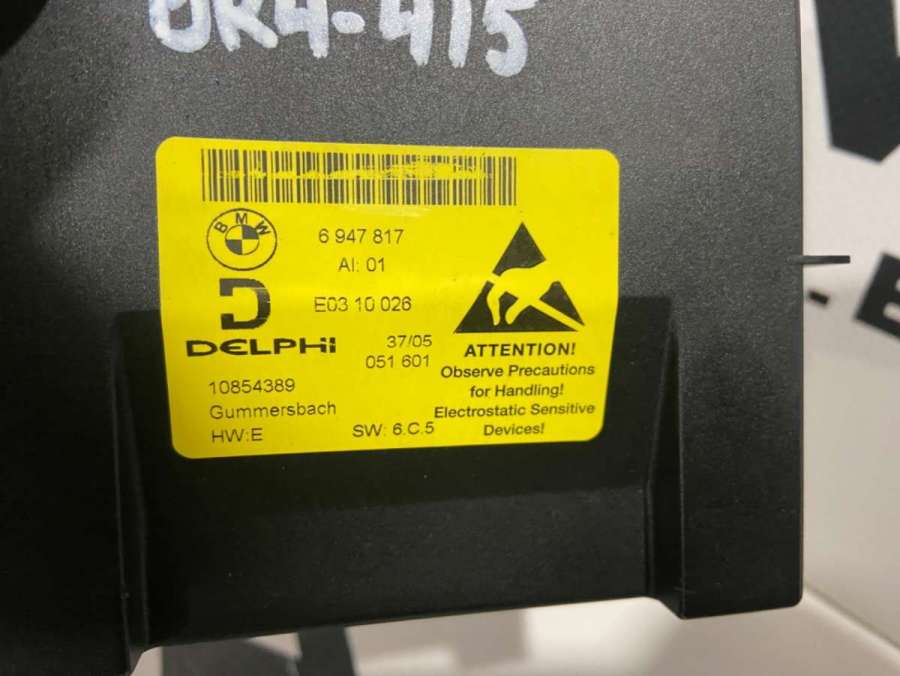 OR4-415
BMW
6 947 817
AI: 01
E03 10 026
DELPHI
37/05
051 601
10854389
Gummersbach
HW:E
SW: 6.C.5
ATTENTION!
Observe Precautions
for Handling!
Electrostatic Sensitive
Devices!